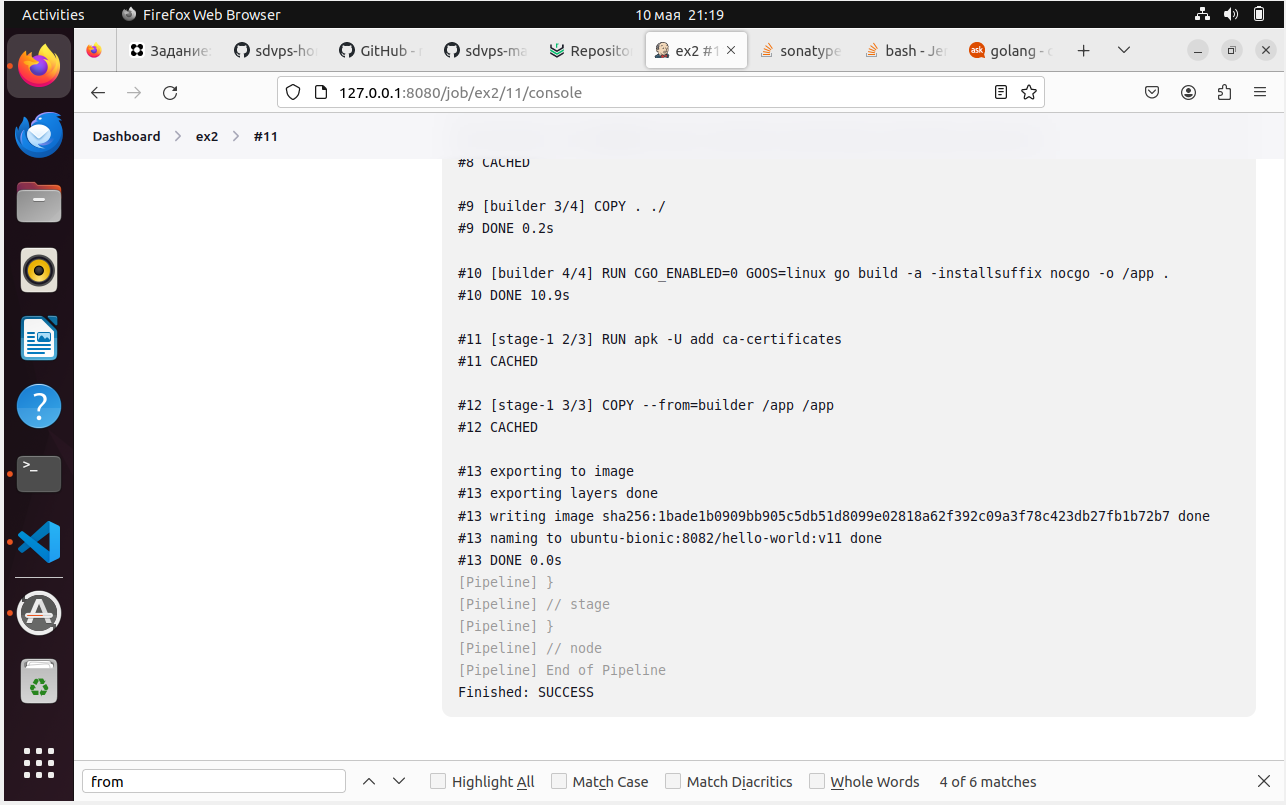 Activities
Firefox Web Browser
10 мая 21:19
Задание:
sdvps-ho
GitHub -
sdvps-ma
Reposito
ex2 #1
sonatype
bash - Je
golang -
127.0.0.1:8080/job/ex2/11/console
Dashboard
ex2
#11
#8 CACHED
#9 [builder 3/4] COPY . ./
#9 DONE 0.2s
#10 [builder 4/4] RUN CGO_ENABLED=0 GOOS=linux go build -a -installsuffix nocgo -o /app .
#10 DONE 10.9s
#11 [stage-1 2/3] RUN apk -U add ca-certificates
#11 CACHED
#12 [stage-1 3/3] COPY --from=builder /app /app
#12 CACHED
#13 exporting to image
#13 exporting layers done
#13 writing image sha256:1bade1b0909bb905c5db51d8099e02818a62f392c09a3f78c423db27fb1b72b7 done
#13 naming to ubuntu-bionic:8082/hello-world:v11 done
#13 DONE 0.0s
[Pipeline] }
[Pipeline] // stage
[Pipeline] }
[Pipeline] // node
[Pipeline] End of Pipeline
Finished: SUCCESS
from
Highlight All
Match Case
Match Diacritics
Whole Words
4 of 6 matches